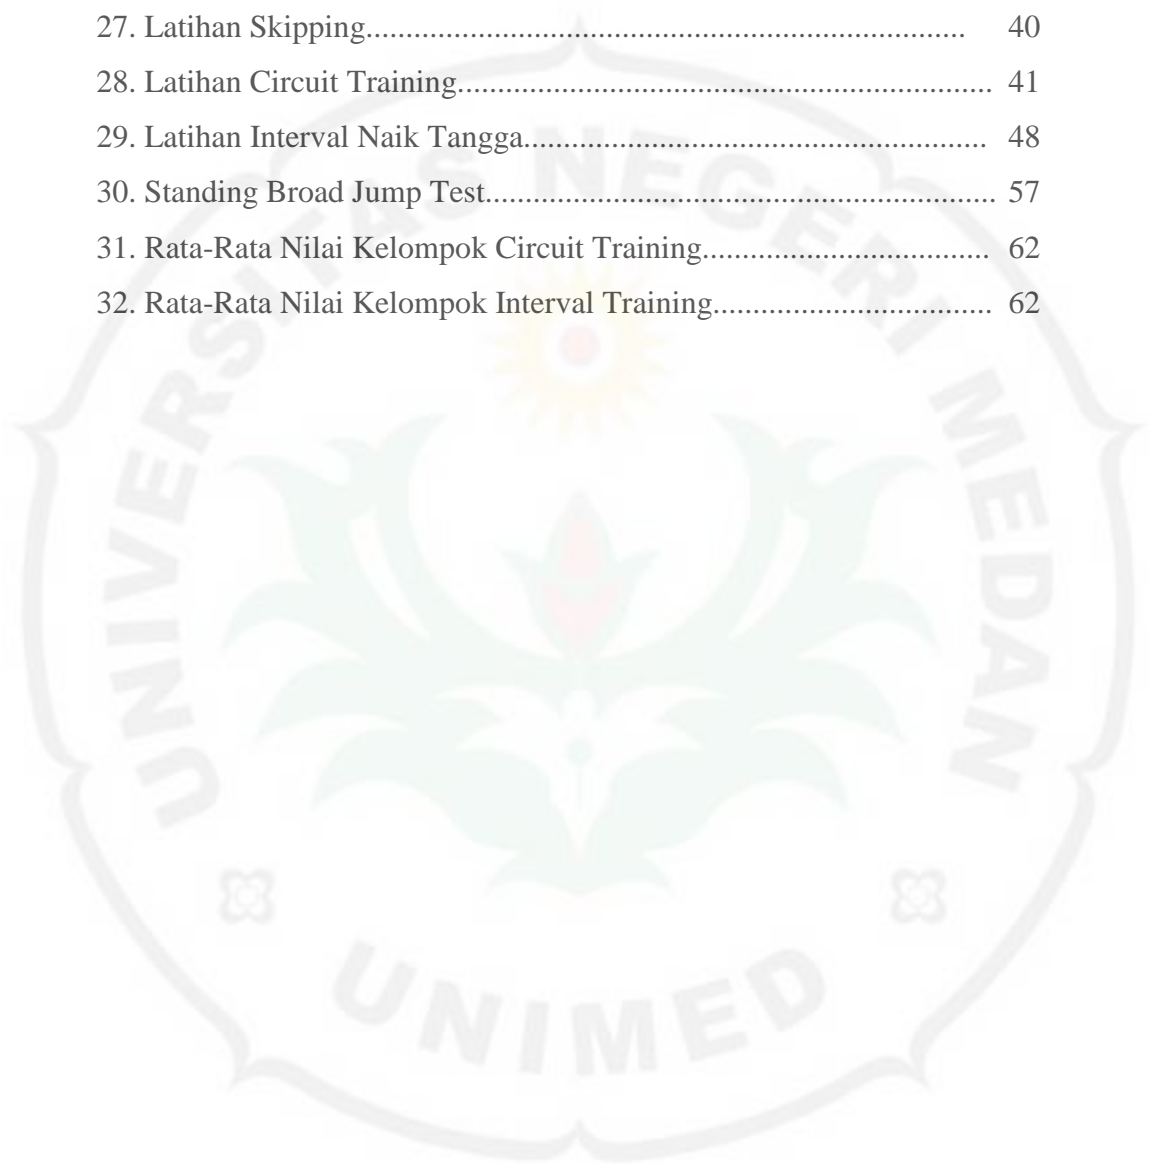 27. Latihan Skipping............................................................... 40
28. Latihan Circuit Training........................................................ 41
29. Latihan Interval Naik Tangga................................................ 48
30. Standing Broad Jump Test..................................................... 57
31. Rata-Rata Nilai Kelompok Circuit Training.............................. 62
32. Rata-Rata Nilai Kelompok Interval Training............................. 62
UNIVERSITAS NEGERI MEDAN
UNIMED